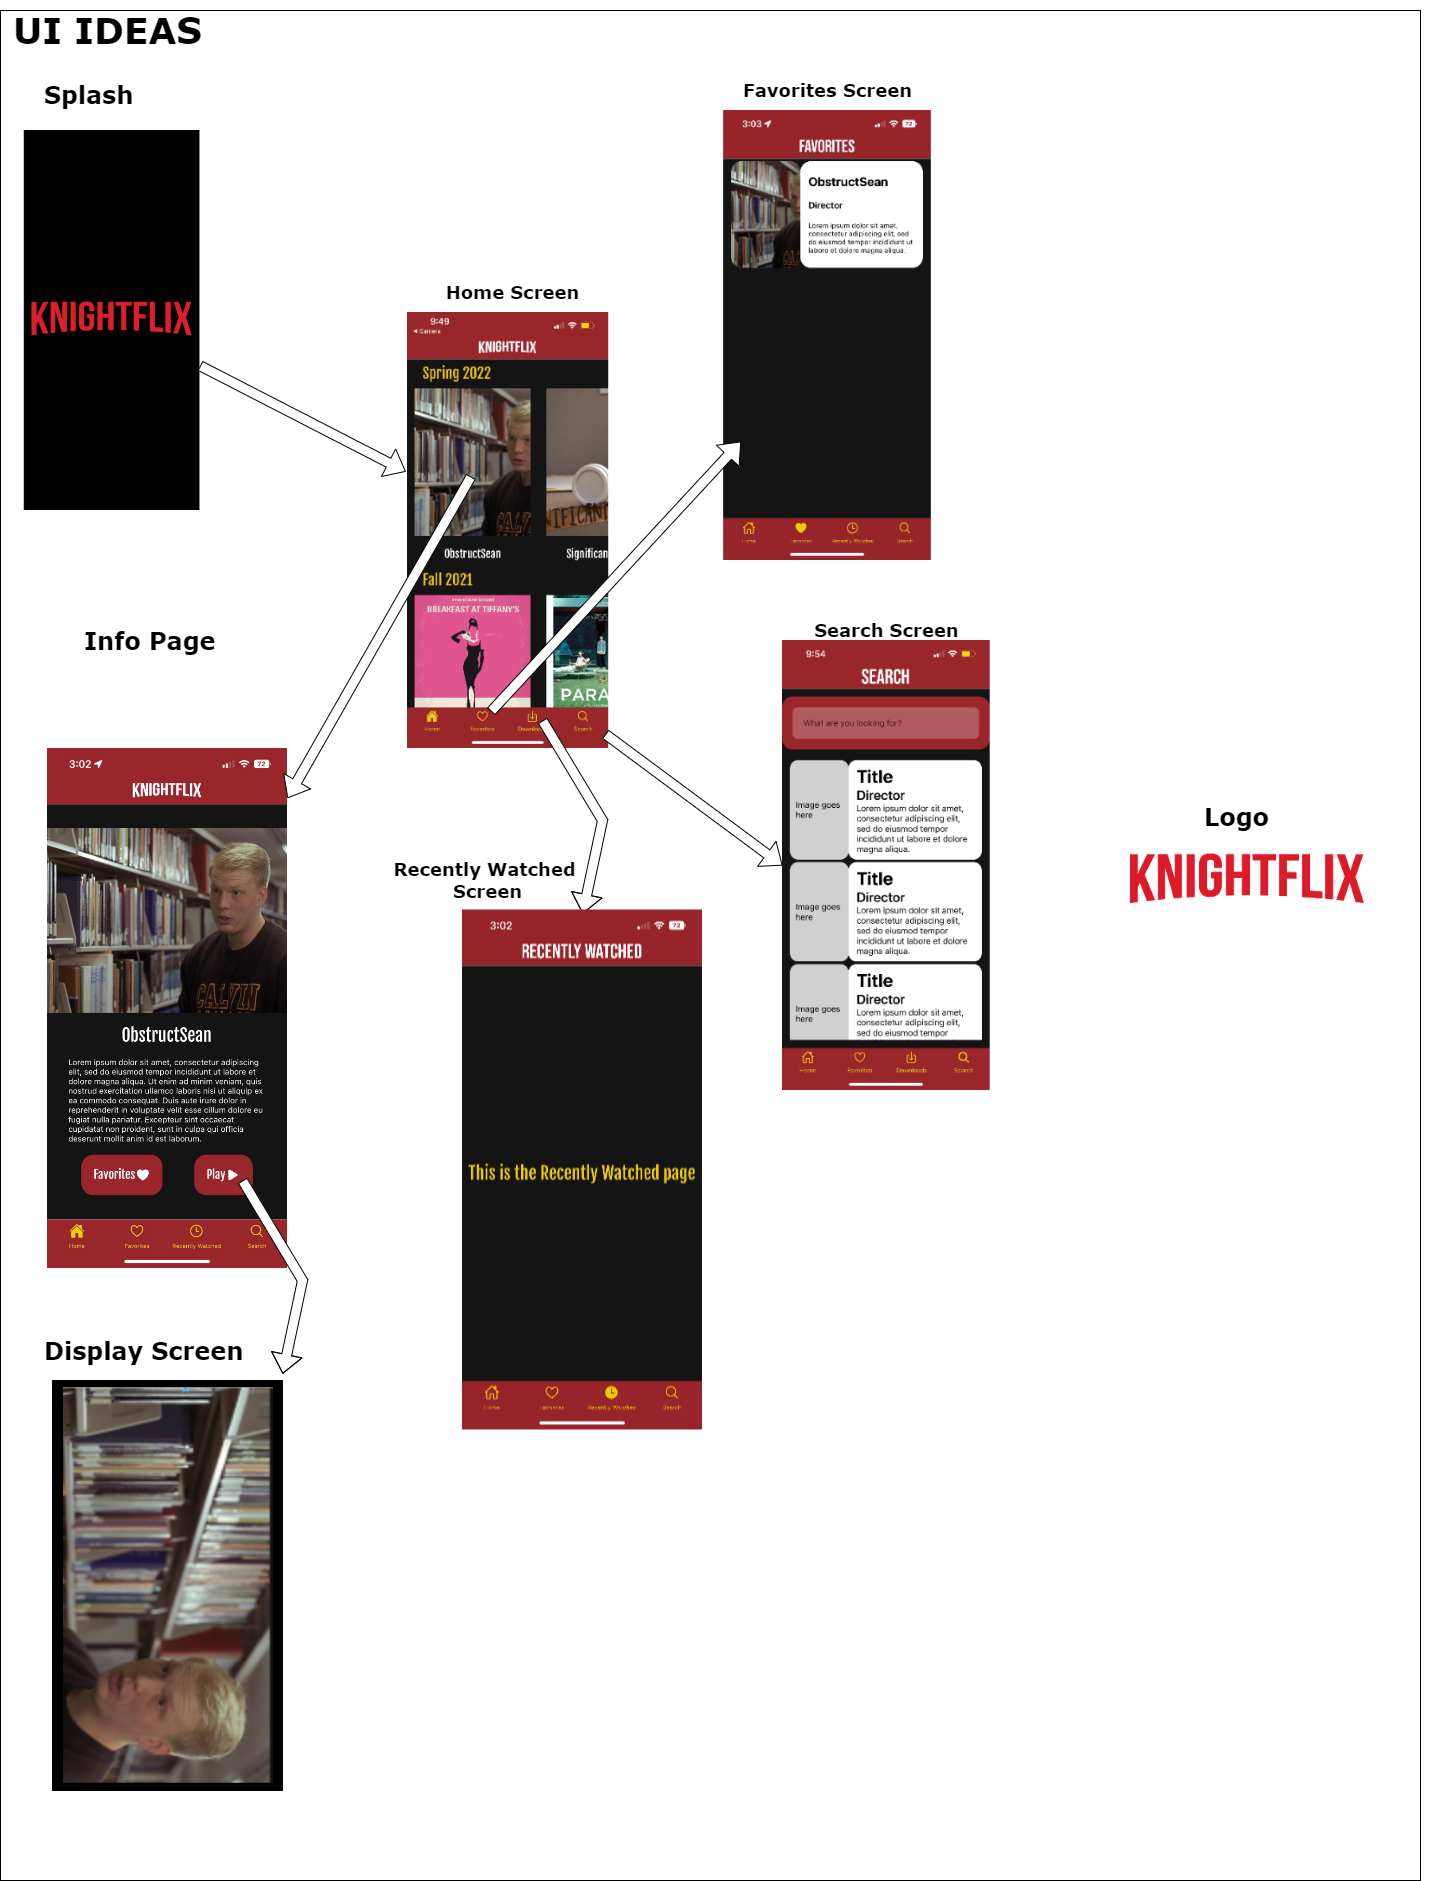 UI IDEAS
Splash
KNIGHTFLIX
Home Screen
9:49
◀ Camera
KNIGHTFLIX
Spring 2022
CALV
NIFICAN
ObstructSean
Significan
Fall 2021
BREAKFAST AT TIFFANY'S
PARA
Home
Favorites
Downloads
Search
Favorites Screen
3:03
72
FAVORITES
ObstructSean
Director
Lorem ipsum dolor sit amet,
consectetur adipiscing elit, sed
do eiusmod tempor incididunt ut
labore et dolore magna aliqua.
Home
Favorites
Recently Watched
Search
Info Page
3:02
72
KNIGHTFLIX
CALVIN
ObstructSean
Lorem ipsum dolor sit amet, consectetur adipiscing
elit, sed do eiusmod tempor incididunt ut labore et
dolore magna aliqua. Ut enim ad minim veniam, quis
nostrud exercitation ullamco laboris nisi ut aliquip ex
ea commodo consequat. Duis aute irure dolor in
reprehenderit in voluptate velit esse cillum dolore eu
fugiat nulla pariatur. Excepteur sint occaecat
cupidatat non proident, sunt in culpa qui officia
deserunt mollit anim id est laborum.
Favorites
Play
Home
Favorites
Recently Watched
Search
Search Screen
9:54
SEARCH
What are you looking for?
Image goes
here
Title
Director
Lorem ipsum dolor sit amet,
consectetur adipiscing elit,
sed do eiusmod tempor
incididunt ut labore et dolore
magna aliqua.
Image goes
here
Title
Director
Lorem ipsum dolor sit amet,
consectetur adipiscing elit,
sed do eiusmod tempor
incididunt ut labore et dolore
magna aliqua.
Image goes
here
Title
Director
Lorem ipsum dolor sit amet,
consectetur adipiscing elit,
sed do eiusmod tempor
Home
Favorites
Downloads
Search
Logo
KNIGHTFLIX
Recently Watched
Screen
3:02
72
RECENTLY WATCHED
This is the Recently Watched page
Home
Favorites
Recently Watched
Search
Display Screen